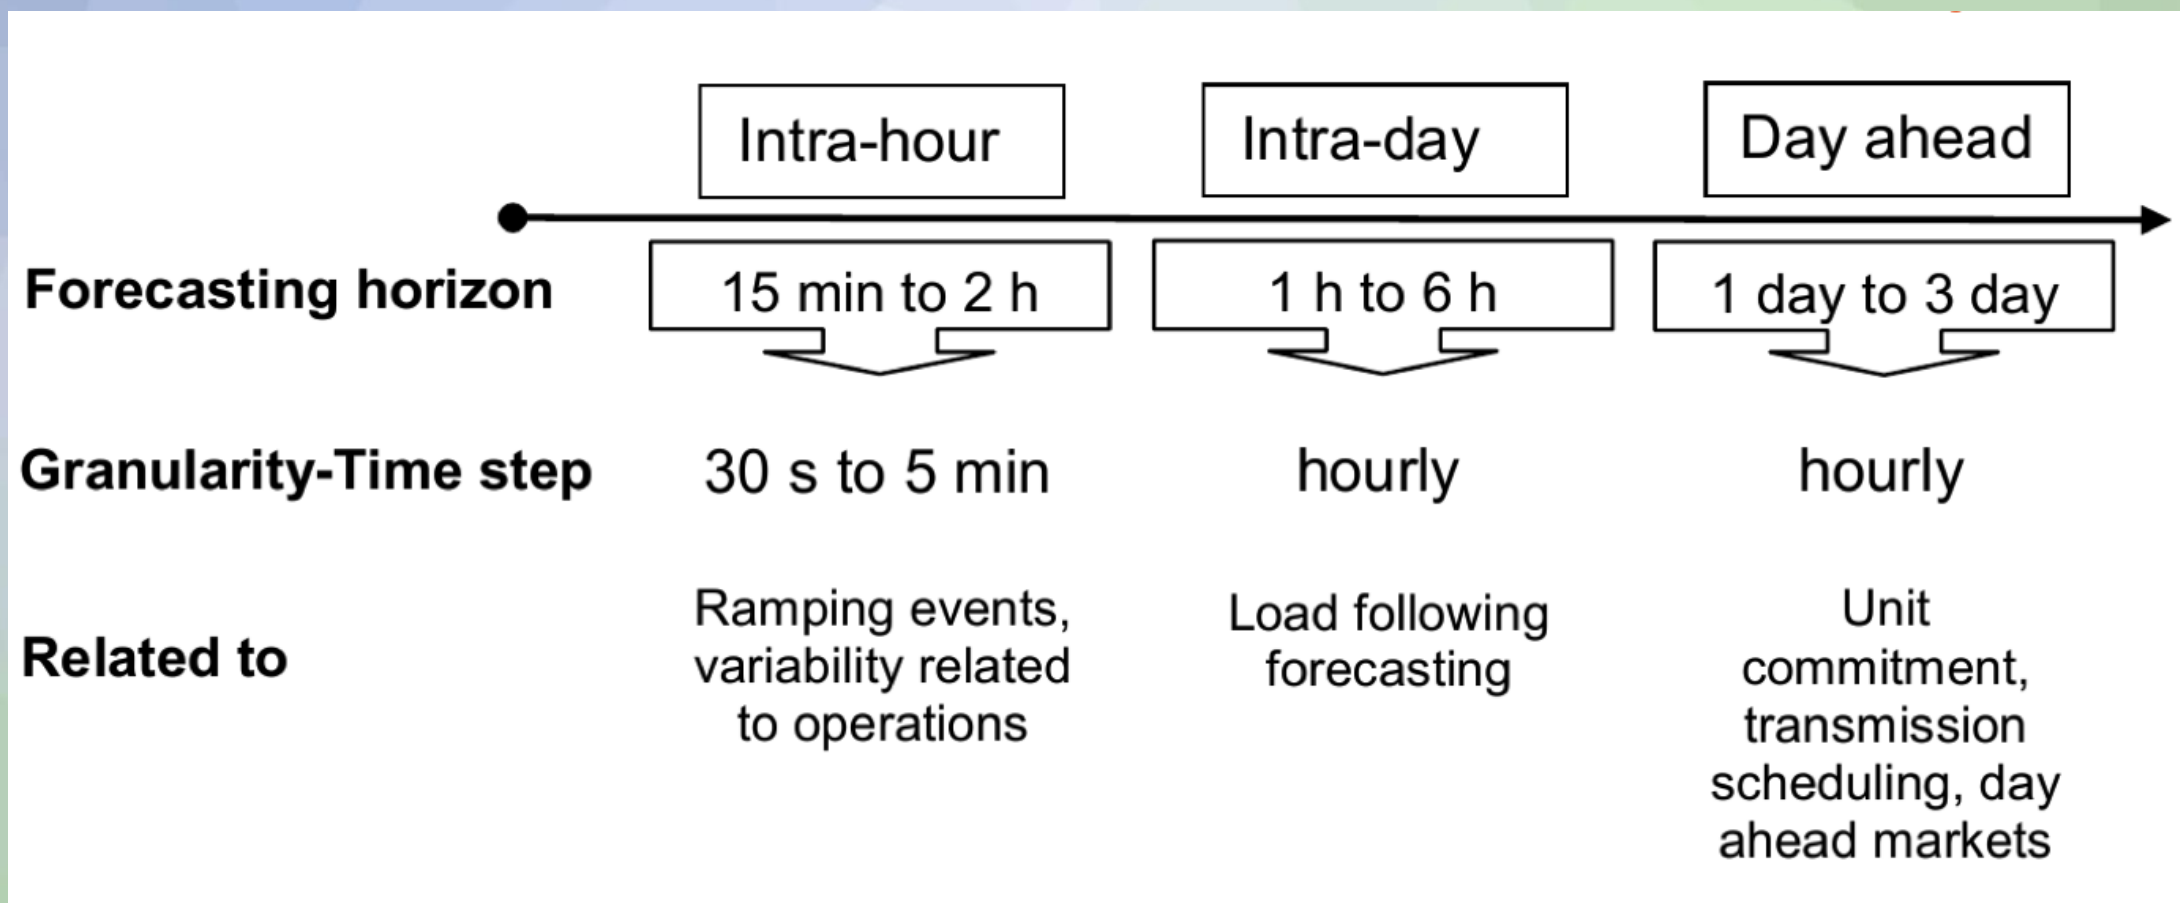 Intra-hour
Intra-day
Day ahead
Forecasting horizon
15 min to 2 h
1 h to 6 h
1 day to 3 day
Granularity-Time step
30 s to 5 min
hourly
hourly
Related to
Ramping events,
variability related
to operations
Load following
forecasting
Unit
commitment,
transmission
scheduling, day
ahead markets